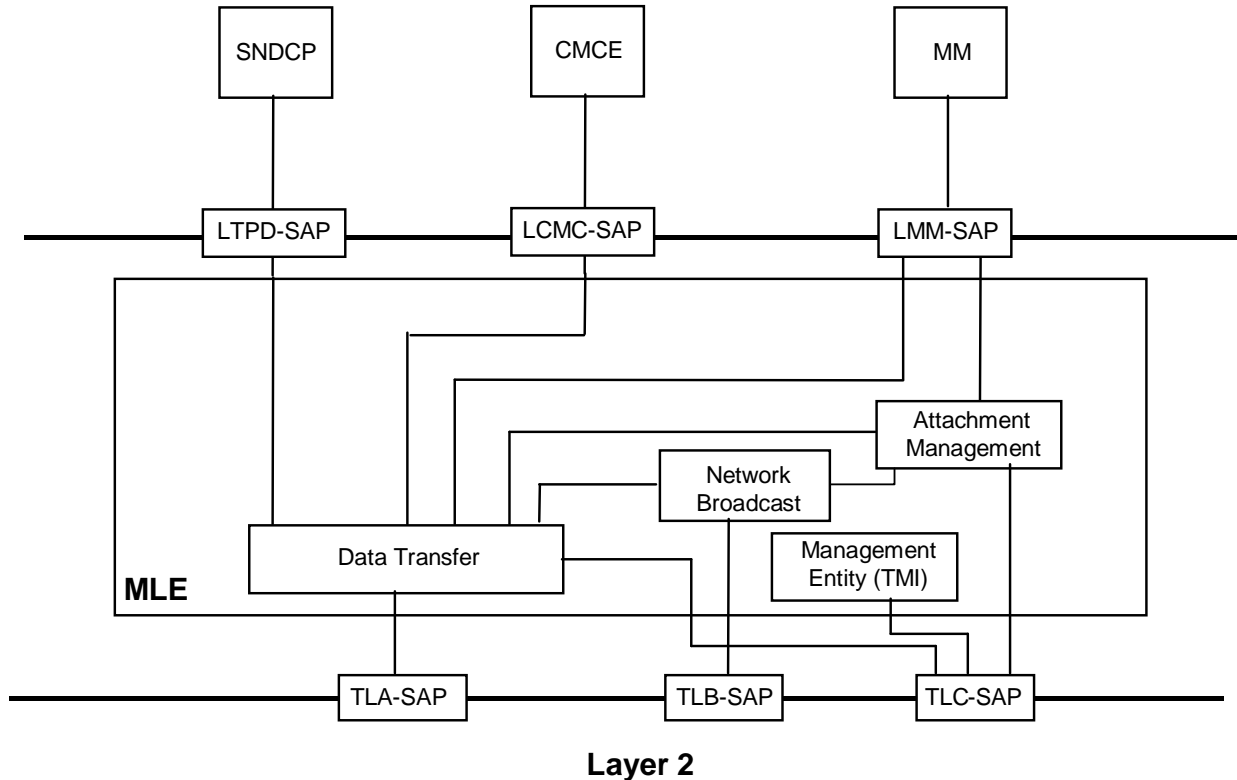 SNDCP
CMCE
MM
LTPD-SAP
LCMC-SAP
LMM-SAP
Attachment
Management
Network
Broadcast
Management
Entity (TMI)
Data Transfer
MLE
TLA-SAP
TLB-SAP
TLC-SAP
Layer 2